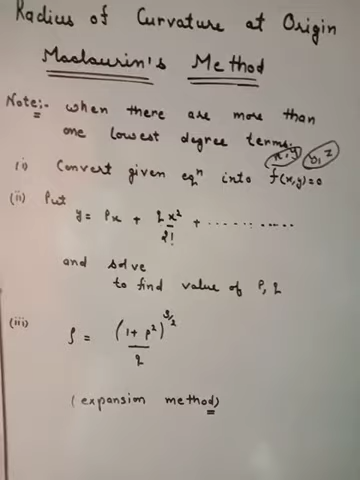 Radius of Curvature at Origin
Maclaurin's Method
Note:- when there are more than
one lowest degree terms.
(i) Convert given eqⁿ into f(x,y)=0
x,y
(ii) Put
y = Px + qx²/2! + ...........
and solve
to find value of P, q
(iii) ρ = (1+P²)^3/2 / q
(expansion method)